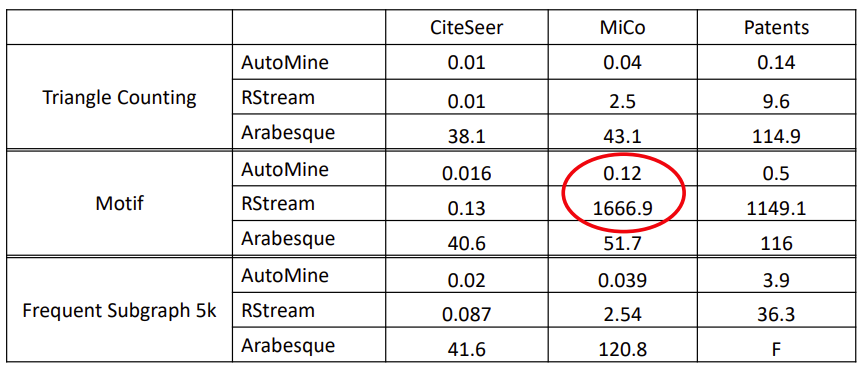 CiteSeer MiCo Patents
Triangle Counting AutoMine 0.01 0.04 0.14
RStream 0.01 2.5 9.6
Arabesque 38.1 43.1 114.9
Motif AutoMine 0.016 0.12 0.5
RStream 0.13 1666.9 1149.1
Arabesque 40.6 51.7 116
Frequent Subgraph 5k AutoMine 0.02 0.039 3.9
RStream 0.087 2.54 36.3
Arabesque 41.6 120.8 F